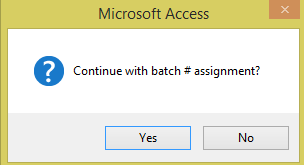 Microsoft Access
Continue with batch # assignment?
Yes
No